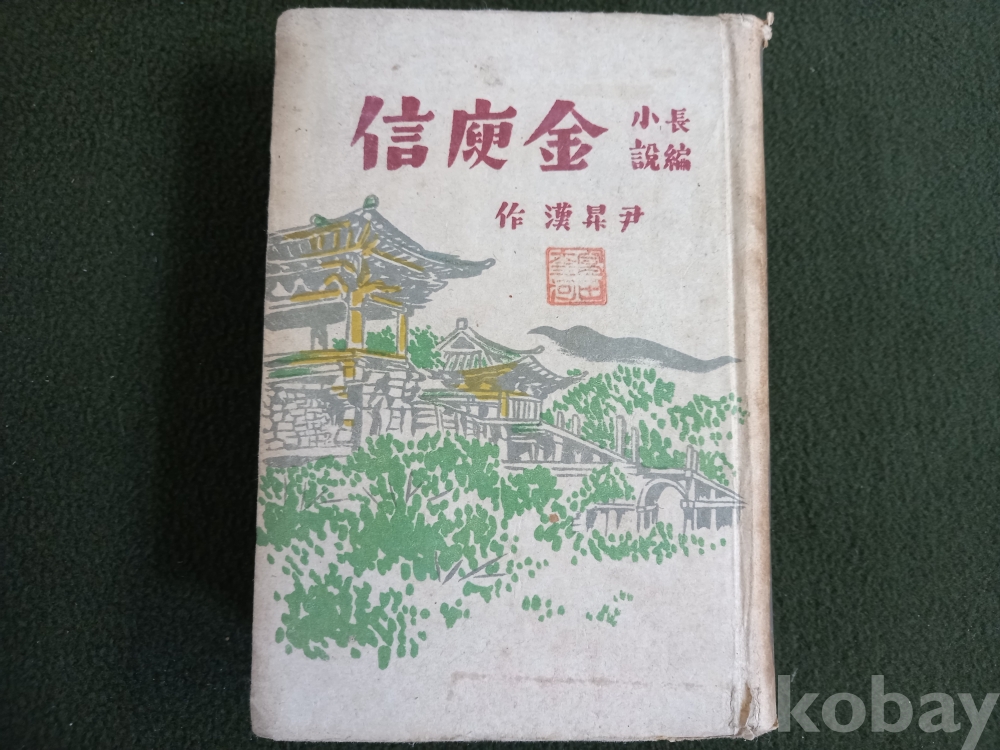 長編
小說
金庾信
尹昇漢 作
kobay